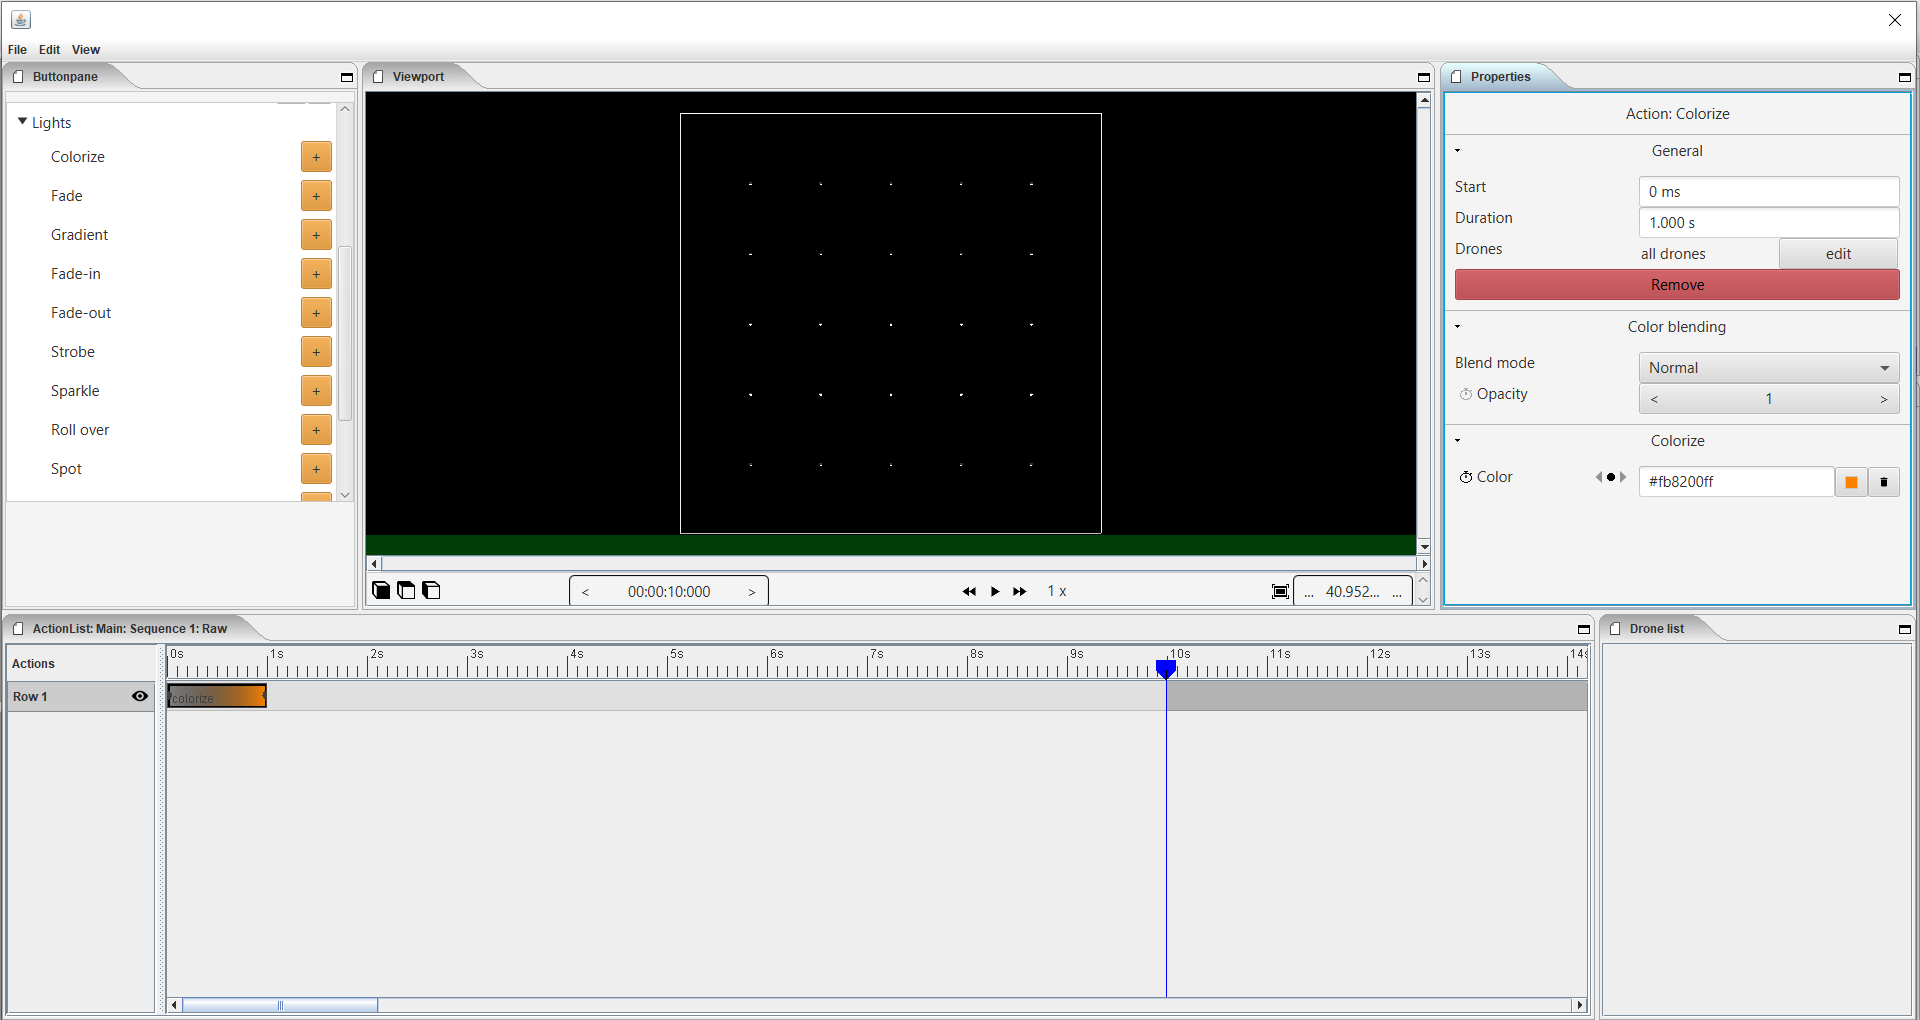 File Edit View
Buttonpane
Lights
Colorize +
Fade +
Gradient +
Fade-in +
Fade-out +
Strobe +
Sparkle +
Roll over +
Spot +
Viewport
< 00:00:10:000 >
1 x
... 40.952... ...
Properties
Action: Colorize
General
Start 0 ms
Duration 1.000 s
Drones all drones edit
Remove
Color blending
Blend mode Normal
Opacity < 1 >
Colorize
Color #fb8200ff
ActionList: Main: Sequence 1: Raw
Actions
0s 1s 2s 3s 4s 5s 6s 7s 8s 9s 10s 11s 12s 13s 14s
Row 1
colorize
Drone list